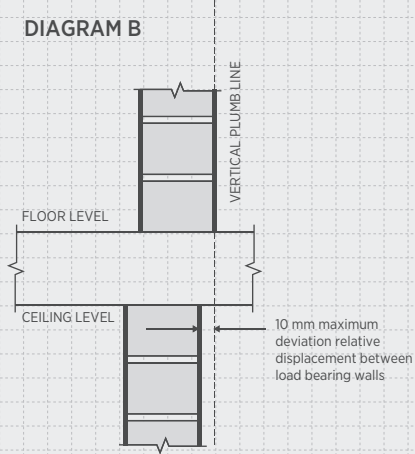 DIAGRAM B
VERTICAL PLUMB LINE
FLOOR LEVEL
CEILING LEVEL
10 mm maximum
deviation relative
displacement between
load bearing walls